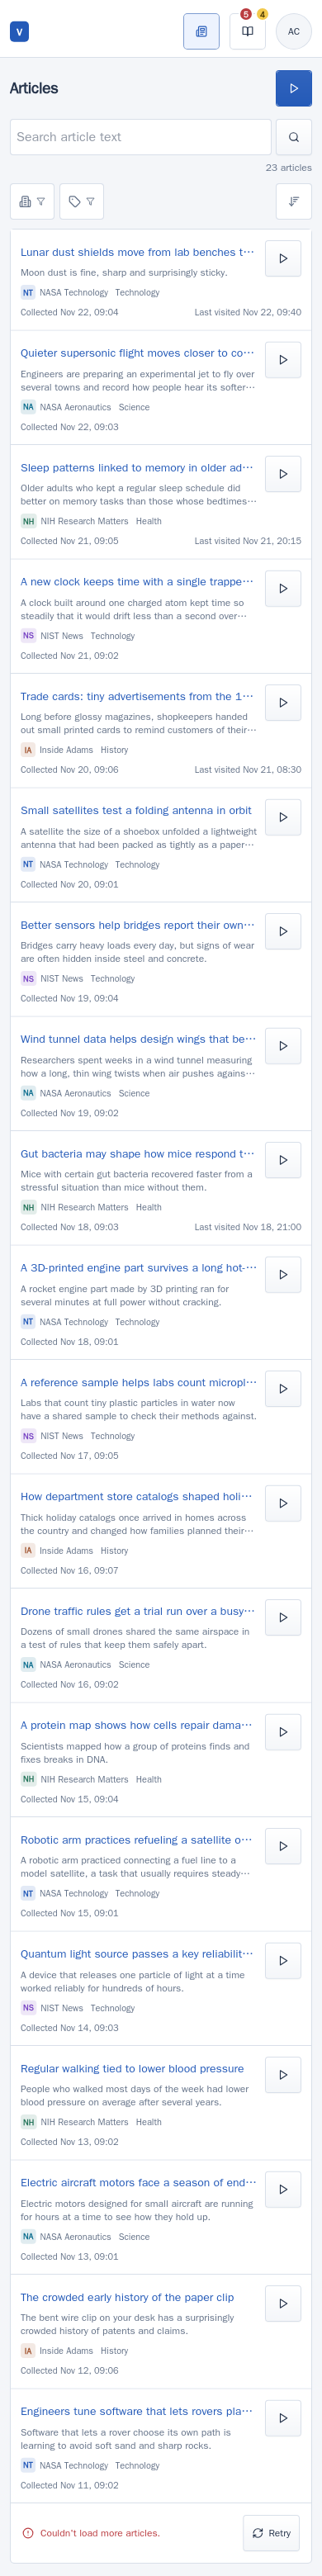 V
5 4
AC
Articles
Search article text
23 articles
Lunar dust shields move from lab benches t···
Moon dust is fine, sharp and surprisingly sticky.
NT NASA Technology Technology
Collected Nov 22, 09:04 Last visited Nov 22, 09:40
Quieter supersonic flight moves closer to co···
Engineers are preparing an experimental jet to fly over
several towns and record how people hear its softer···
NA NASA Aeronautics Science
Collected Nov 22, 09:03
Sleep patterns linked to memory in older ad···
Older adults who kept a regular sleep schedule did
better on memory tasks than those whose bedtimes···
NH NIH Research Matters Health
Collected Nov 21, 09:05 Last visited Nov 21, 20:15
A new clock keeps time with a single trappe···
A clock built around one charged atom kept time so
steadily that it would drift less than a second over···
NS NIST News Technology
Collected Nov 21, 09:02
Trade cards: tiny advertisements from the 1···
Long before glossy magazines, shopkeepers handed
out small printed cards to remind customers of their···
IA Inside Adams History
Collected Nov 20, 09:06 Last visited Nov 21, 08:30
Small satellites test a folding antenna in orbit
A satellite the size of a shoebox unfolded a lightweight
antenna that had been packed as tightly as a paper···
NT NASA Technology Technology
Collected Nov 20, 09:01
Better sensors help bridges report their own···
Bridges carry heavy loads every day, but signs of wear
are often hidden inside steel and concrete.
NS NIST News Technology
Collected Nov 19, 09:04
Wind tunnel data helps design wings that be···
Researchers spent weeks in a wind tunnel measuring
how a long, thin wing twists when air pushes agains···
NA NASA Aeronautics Science
Collected Nov 19, 09:02
Gut bacteria may shape how mice respond t···
Mice with certain gut bacteria recovered faster from a
stressful situation than mice without them.
NH NIH Research Matters Health
Collected Nov 18, 09:03 Last visited Nov 18, 21:00
A 3D-printed engine part survives a long hot-···
A rocket engine part made by 3D printing ran for
several minutes at full power without cracking.
NT NASA Technology Technology
Collected Nov 18, 09:01
A reference sample helps labs count micropl···
Labs that count tiny plastic particles in water now
have a shared sample to check their methods against.
NS NIST News Technology
Collected Nov 17, 09:05
How department store catalogs shaped holi···
Thick holiday catalogs once arrived in homes across
the country and changed how families planned their···
IA Inside Adams History
Collected Nov 16, 09:07
Drone traffic rules get a trial run over a busy···
Dozens of small drones shared the same airspace in
a test of rules that keep them safely apart.
NA NASA Aeronautics Science
Collected Nov 16, 09:02
A protein map shows how cells repair dama···
Scientists mapped how a group of proteins finds and
fixes breaks in DNA.
NH NIH Research Matters Health
Collected Nov 15, 09:04
Robotic arm practices refueling a satellite o···
A robotic arm practiced connecting a fuel line to a
model satellite, a task that usually requires steady···
NT NASA Technology Technology
Collected Nov 15, 09:01
Quantum light source passes a key reliabilit···
A device that releases one particle of light at a time
worked reliably for hundreds of hours.
NS NIST News Technology
Collected Nov 14, 09:03
Regular walking tied to lower blood pressure
People who walked most days of the week had lower
blood pressure on average after several years.
NH NIH Research Matters Health
Collected Nov 13, 09:02
Electric aircraft motors face a season of end···
Electric motors designed for small aircraft are running
for hours at a time to see how they hold up.
NA NASA Aeronautics Science
Collected Nov 13, 09:01
The crowded early history of the paper clip
The bent wire clip on your desk has a surprisingly
crowded history of patents and claims.
IA Inside Adams History
Collected Nov 12, 09:06
Engineers tune software that lets rovers pla···
Software that lets a rover choose its own path is
learning to avoid soft sand and sharp rocks.
NT NASA Technology Technology
Collected Nov 11, 09:02
Couldn't load more articles. Retry